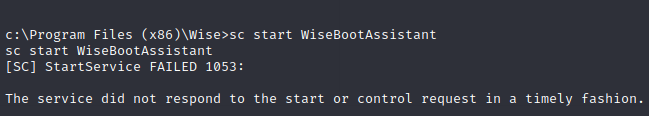 c:\Program Files (x86)\Wise>sc start WiseBootAssistant
sc start WiseBootAssistant
[SC] StartService FAILED 1053:
The service did not respond to the start or control request in a timely fashion.